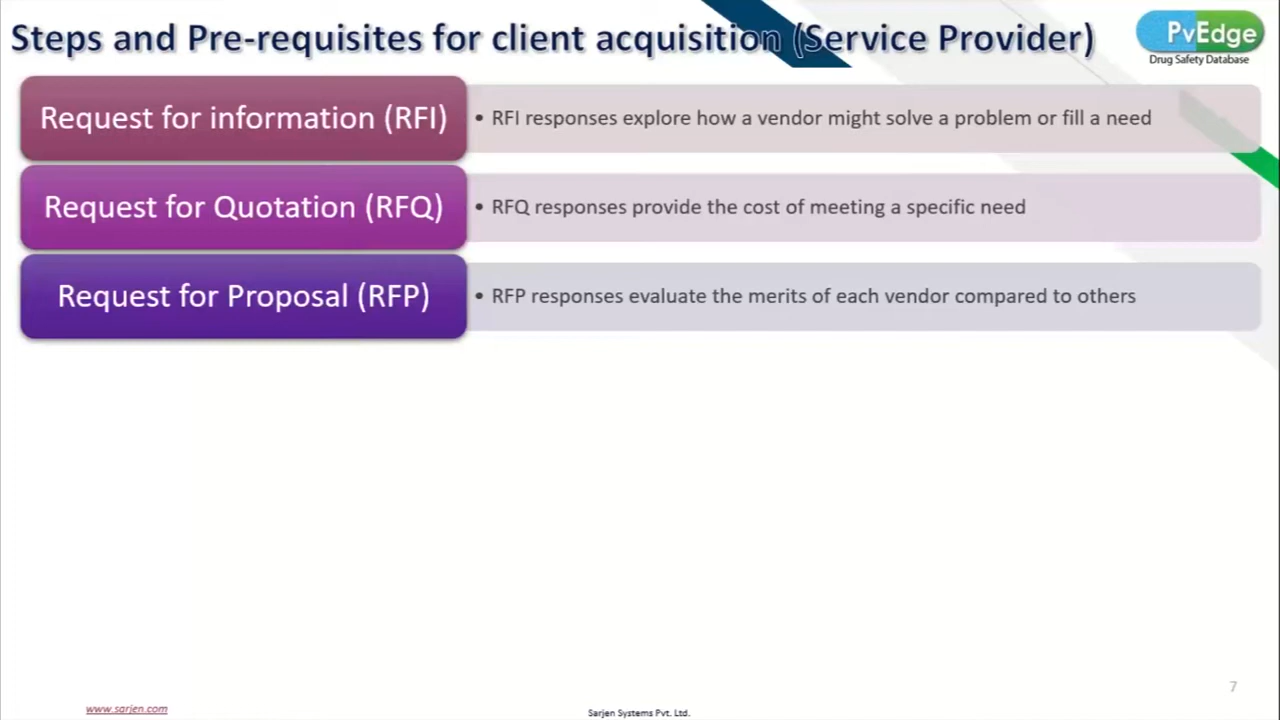 Steps and Pre-requisites for client acquisition (Service Provider)
PvEdge
Drug Safety Database
Request for information (RFI)
• RFI responses explore how a vendor might solve a problem or fill a need
Request for Quotation (RFQ)
• RFQ responses provide the cost of meeting a specific need
Request for Proposal (RFP)
• RFP responses evaluate the merits of each vendor compared to others
7
www.sarjen.com
Sarjen Systems Pvt. Ltd.